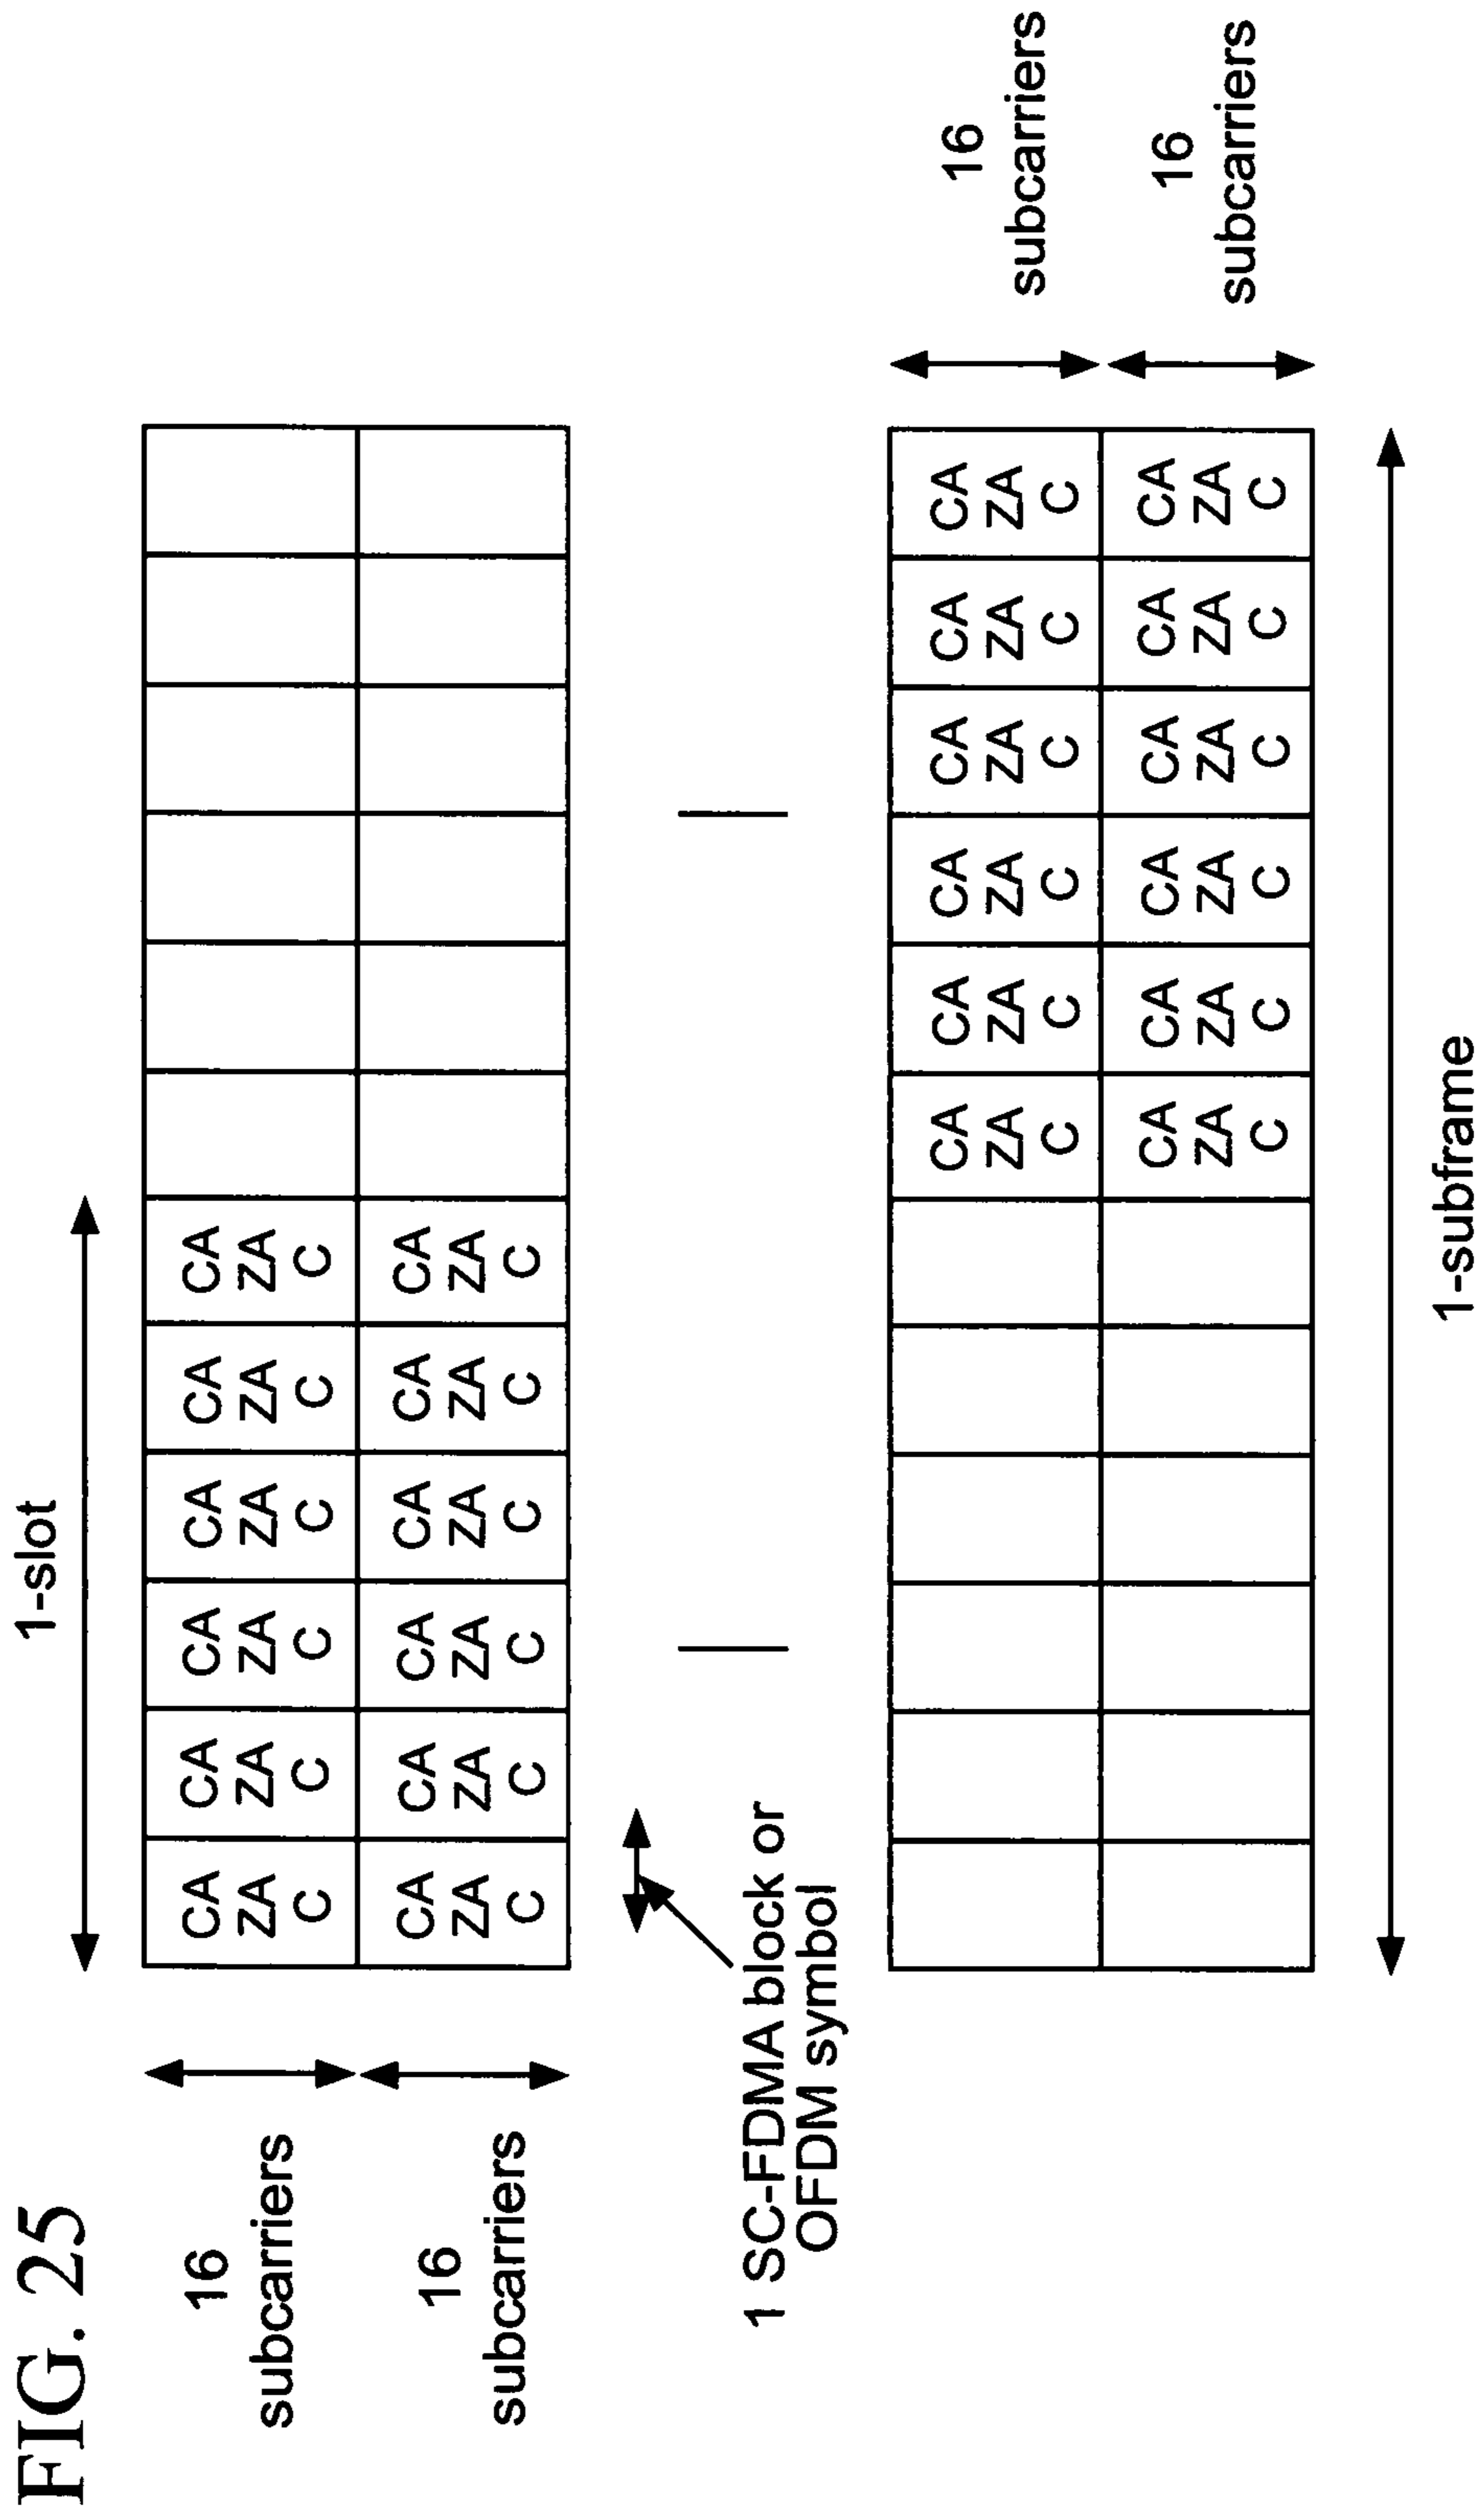 FIG. 25
1-slot
16
subcarriers
CA CA CA CA CA CA
ZA ZA ZA ZA ZA ZA
C C C C C C
16
subcarriers
CA CA CA CA CA CA
ZA ZA ZA ZA ZA ZA
C C C C C C
1 SC-FDMA block or
OFDM symbol
CA CA CA CA CA CA
ZA ZA ZA ZA ZA ZA
C C C C C C
16
subcarriers
CA CA CA CA CA CA
ZA ZA ZA ZA ZA ZA
C C C C C C
16
subcarriers
1-subframe